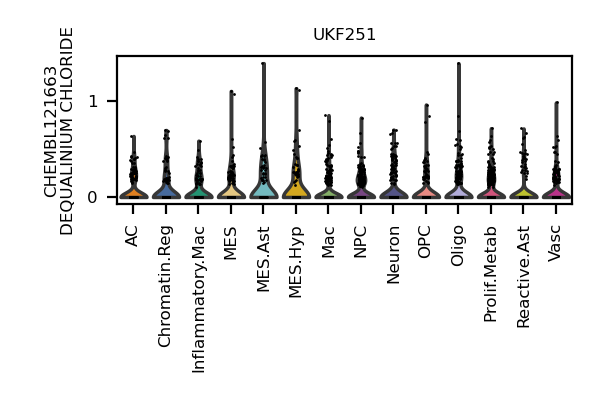 UKF251
CHEMBL121663
DEQUALINIUM CHLORIDE
1
0
AC
Chromatin.Reg
Inflammatory.Mac
MES
MES.Ast
MES.Hyp
Mac
NPC
Neuron
OPC
Oligo
Prolif.Metab
Reactive.Ast
Vasc